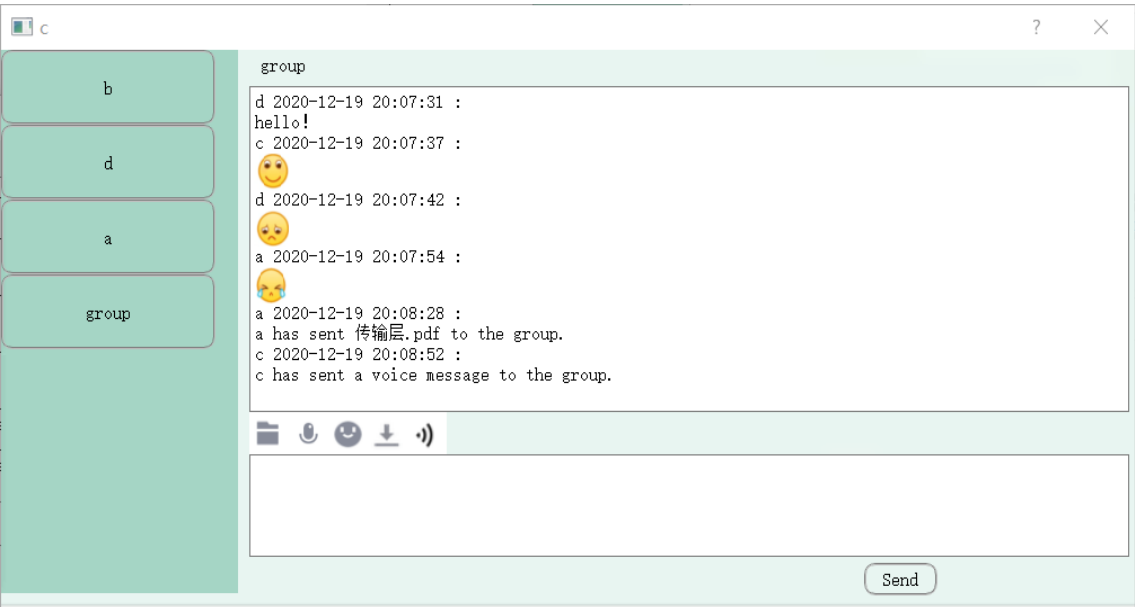 c
?
b
d
a
group
group
d 2020-12-19 20:07:31 :
hello!
c 2020-12-19 20:07:37 :
d 2020-12-19 20:07:42 :
a 2020-12-19 20:07:54 :
a 2020-12-19 20:08:28 :
a has sent 传输层.pdf to the group.
c 2020-12-19 20:08:52 :
c has sent a voice message to the group.
Send